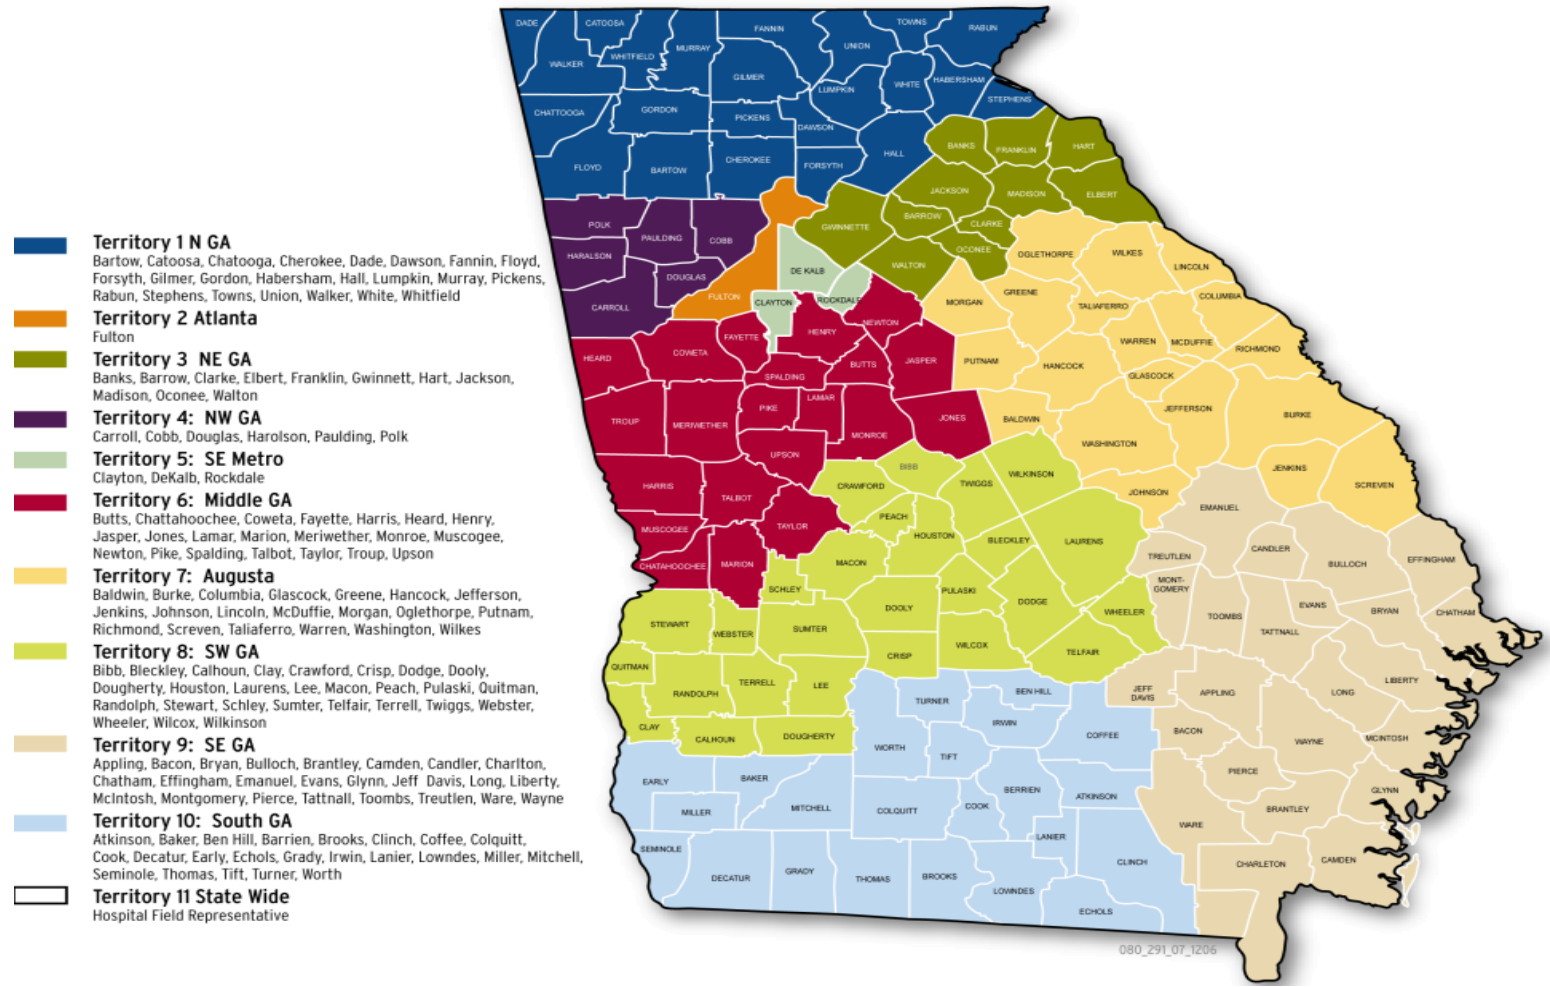 Territory 1 N GA
Bartow, Catoosa, Chatooga, Cherokee, Dade, Dawson, Fannin, Floyd,
Forsyth, Gilmer, Gordon, Habersham, Hall, Lumpkin, Murray, Pickens,
Rabun, Stephens, Towns, Union, Walker, White, Whitfield
Territory 2 Atlanta
Fulton
Territory 3 NE GA
Banks, Barrow, Clarke, Elbert, Franklin, Gwinnett, Hart, Jackson,
Madison, Oconee, Walton
Territory 4: NW GA
Carroll, Cobb, Douglas, Harolson, Paulding, Polk
Territory 5: SE Metro
Clayton, DeKalb, Rockdale
Territory 6: Middle GA
Butts, Chattahoochee, Coweta, Fayette, Harris, Heard, Henry,
Jasper, Jones, Lamar, Marion, Meriwether, Monroe, Muscogee,
Newton, Pike, Spalding, Talbot, Taylor, Troup, Upson
Territory 7: Augusta
Baldwin, Burke, Columbia, Glascock, Greene, Hancock, Jefferson,
Jenkins, Johnson, Lincoln, McDuffie, Morgan, Oglethorpe, Putnam,
Richmond, Screven, Taliaferro, Warren, Washington, Wilkes
Territory 8: SW GA
Bibb, Bleckley, Calhoun, Clay, Crawford, Crisp, Dodge, Dooly,
Dougherty, Houston, Laurens, Lee, Macon, Peach, Pulaski, Quitman,
Randolph, Stewart, Schley, Sumter, Telfair, Terrell, Twiggs, Webster,
Wheeler, Wilcox, Wilkinson
Territory 9: SE GA
Appling, Bacon, Bryan, Bulloch, Brantley, Camden, Candler, Charlton,
Chatham, Effingham, Emanuel, Evans, Glynn, Jeff Davis, Long, Liberty,
McIntosh, Montgomery, Pierce, Tattnall, Toombs, Treutlen, Ware, Wayne
Territory 10: South GA
Atkinson, Baker, Ben Hill, Barrien, Brooks, Clinch, Coffee, Colquitt,
Cook, Decatur, Early, Echols, Grady, Irwin, Lanier, Lowndes, Miller, Mitchell,
Seminole, Thomas, Tift, Turner, Worth
Territory 11 State Wide
Hospital Field Representative
DADE
CATOOSA
FANNIN
TOWNS
RABUN
WALKER
WHITFIELD
MURRAY
UNION
GILMER
LUMPKIN
WHITE
HABERSHAM
STEPHENS
CHATTOOGA
GORDON
PICKENS
DAWSON
FLOYD
BARTOW
CHEROKEE
FORSYTH
HALL
BANKS
FRANKLIN
HART
JACKSON
MADISON
ELBERT
POLK
PAULDING
COBB
GWINNETTE
BARROW
CLARKE
OCONEE
HARALSON
DOUGLAS
DE KALB
WALTON
OGLETHORPE
WILKES
LINCOLN
CARROLL
FULTON
CLAYTON
ROCKDALE
NEWTON
MORGAN
GREENE
TALIAFERRO
COLUMBIA
HEARD
COWETA
FAYETTE
HENRY
BUTTS
JASPER
PUTNAM
HANCOCK
WARREN
MCDUFFIE
RICHMOND
GLASCOCK
SPALDING
TROUP
MERIWETHER
PIKE
LAMAR
MONROE
JONES
BALDWIN
WASHINGTON
JEFFERSON
BURKE
UPSON
HARRIS
TALBOT
CRAWFORD
BIBB
TWIGGS
WILKINSON
JOHNSON
JENKINS
SCREVEN
MUSCOGEE
TAYLOR
PEACH
HOUSTON
BLECKLEY
LAURENS
EMANUEL
CHATAHOOCHEE
MARION
SCHLEY
MACON
TREUTLEN
CANDLER
BULLOCH
EFFINGHAM
STEWART
WEBSTER
SUMTER
DOOLY
PULASKI
DODGE
WHEELER
MONT-
GOMERY
TOOMBS
EVANS
TATTNALL
BRYAN
CHATHAM
CRISP
WILCOX
TELFAIR
QUITMAN
RANDOLPH
TERRELL
LEE
TURNER
BEN HILL
JEFF
DAVIS
APPLING
LONG
LIBERTY
CLAY
CALHOUN
DOUGHERTY
WORTH
TIFT
IRWIN
COFFEE
BACON
WAYNE
MCINTOSH
EARLY
BAKER
MILLER
MITCHELL
COLQUITT
COOK
BERRIEN
ATKINSON
PIERCE
BRANTLEY
GLYNN
WARE
SEMINOLE
DECATUR
GRADY
THOMAS
BROOKS
LANIER
LOWNDES
CLINCH
ECHOLS
CHARLETON
CAMDEN
080_291_07_1206